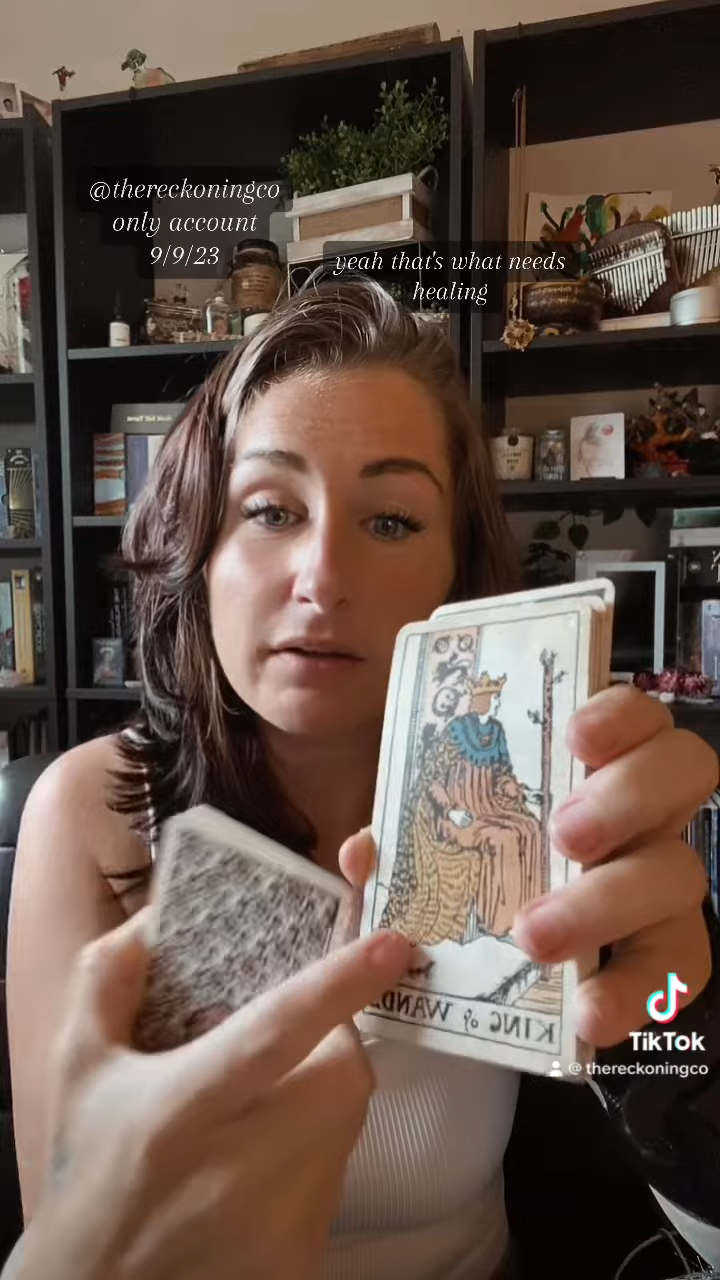 @thereckoningco
only account
9/9/23
yeah that's what needs
healing
KING of WANDS
TikTok
@ thereckoningco